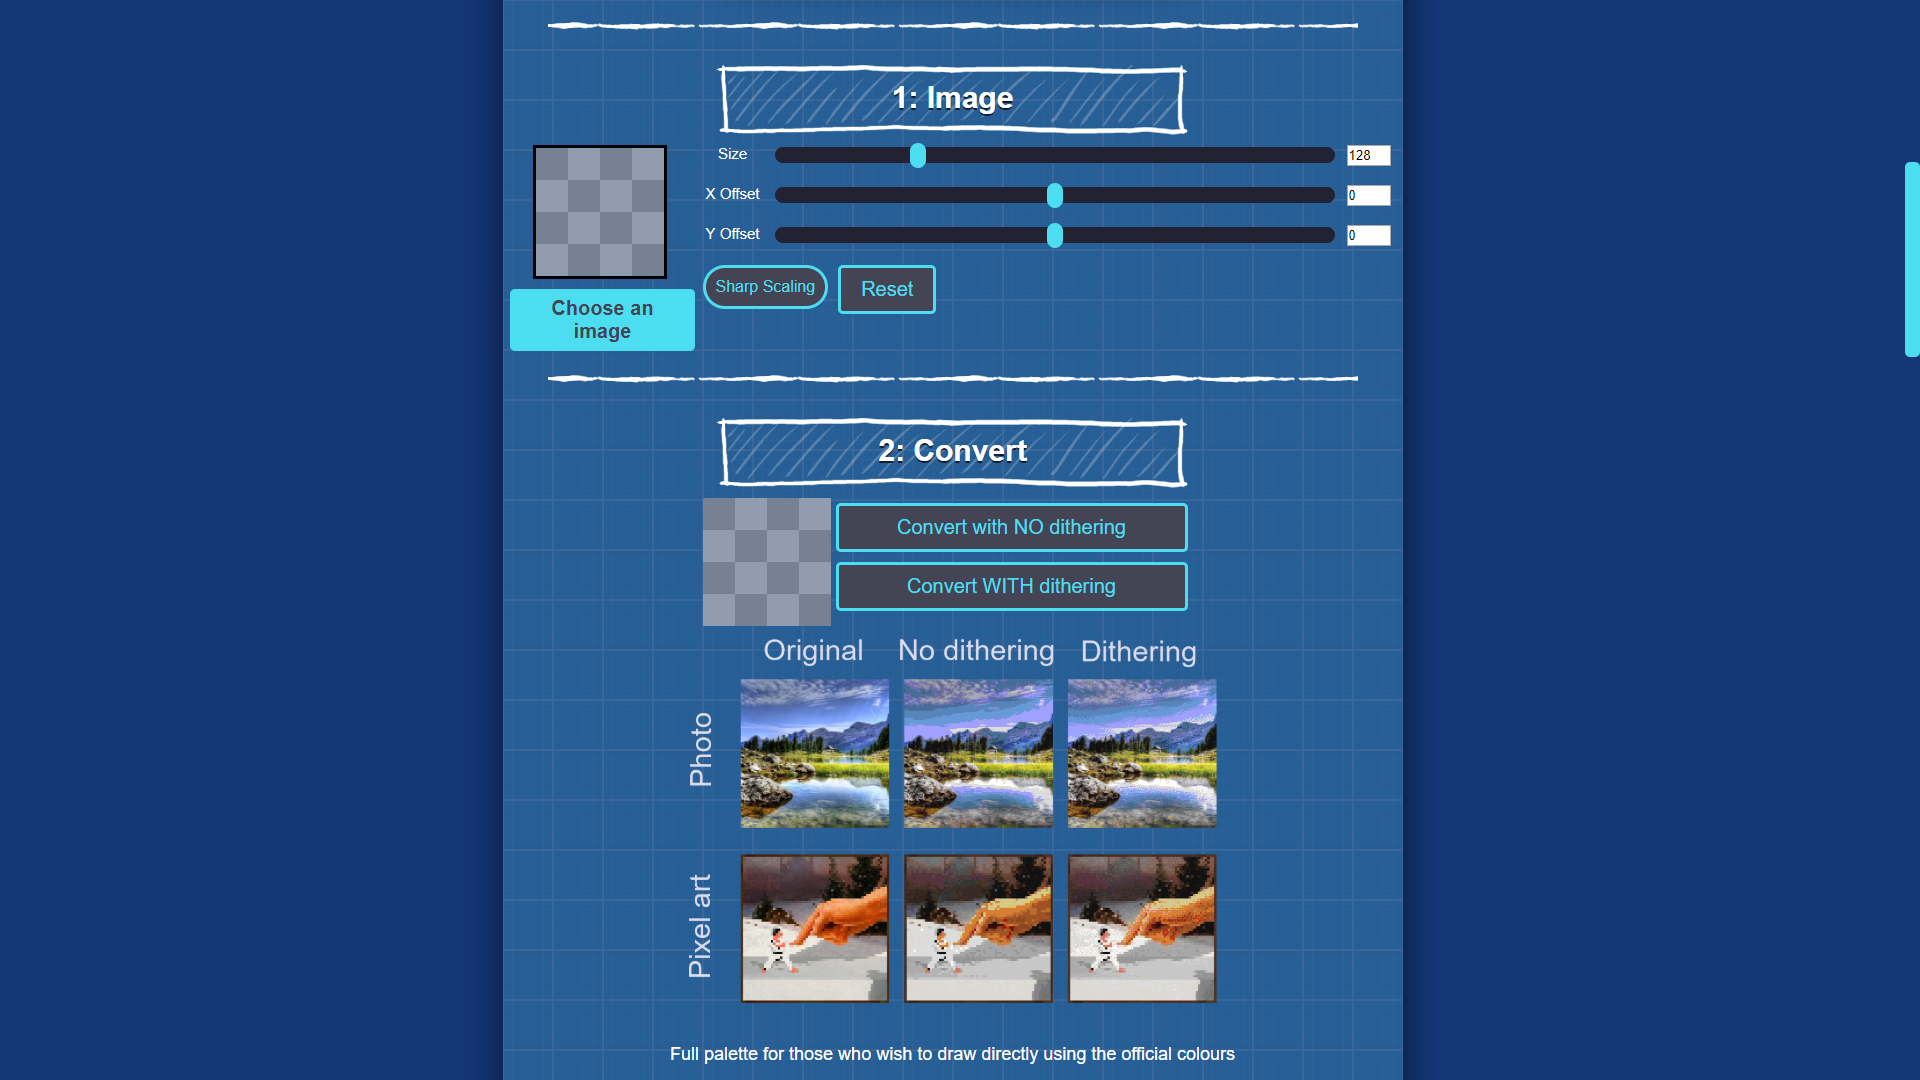 1: Image
Size
128
X Offset
0
Y Offset
0
Sharp Scaling
Reset
Choose an
image
2: Convert
Convert with NO dithering
Convert WITH dithering
Original
No dithering
Dithering
Photo
Pixel art
Full palette for those who wish to draw directly using the official colours